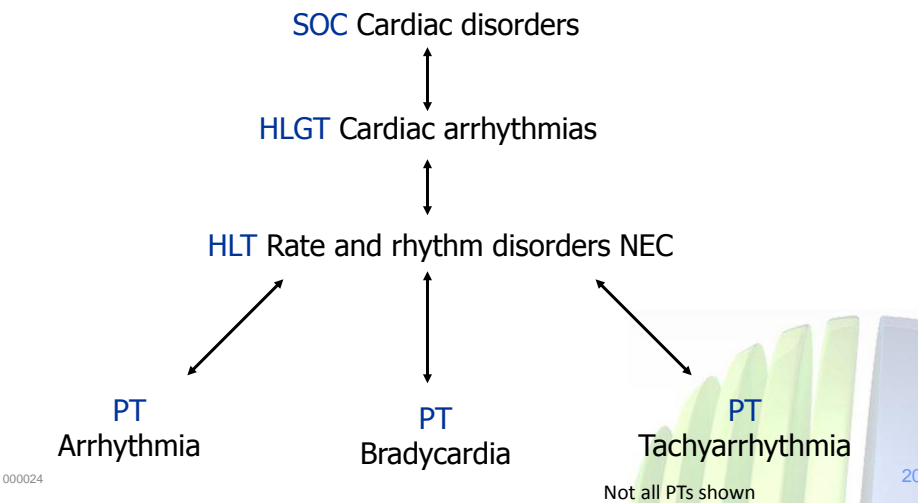 SOC Cardiac disorders
HLGT Cardiac arrhythmias
HLT Rate and rhythm disorders NEC
PT
Arrhythmia
PT
Bradycardia
PT
Tachyarrhythmia
000024
Not all PTs shown
20